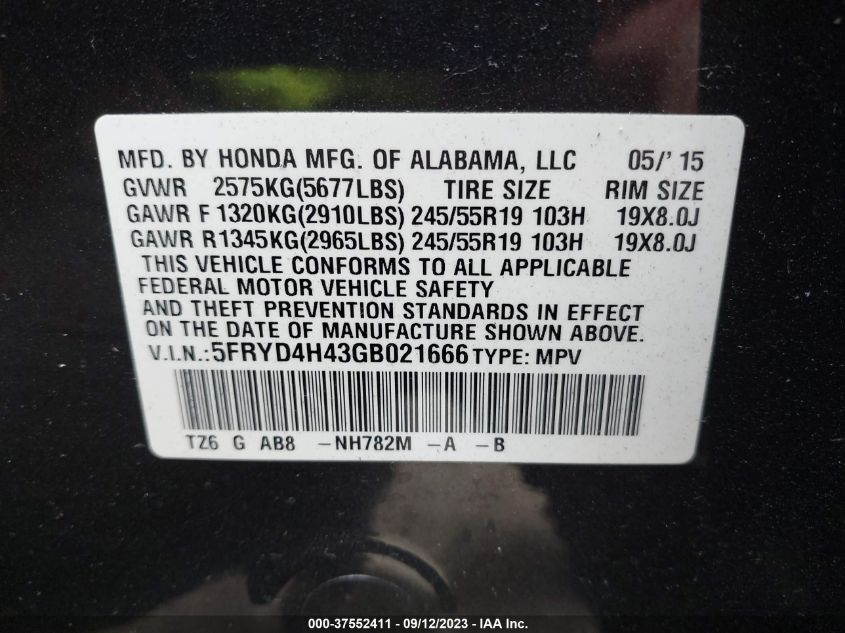 MFD. BY HONDA MFG. OF ALABAMA, LLC 05/' 15
GVWR 2575KG(5677LBS) TIRE SIZE RIM SIZE
GAWR F 1320KG(2910LBS) 245/55R19 103H 19X8.0J
GAWR R1345KG(2965LBS) 245/55R19 103H 19X8.0J
THIS VEHICLE CONFORMS TO ALL APPLICABLE
FEDERAL MOTOR VEHICLE SAFETY
AND THEFT PREVENTION STANDARDS IN EFFECT
ON THE DATE OF MANUFACTURE SHOWN ABOVE.
V.I.N.:5FRYD4H43GB021666 TYPE: MPV
TZ6 G AB8 -NH782M -A -B
000-37552411 - 09/12/2023 - IAA Inc.